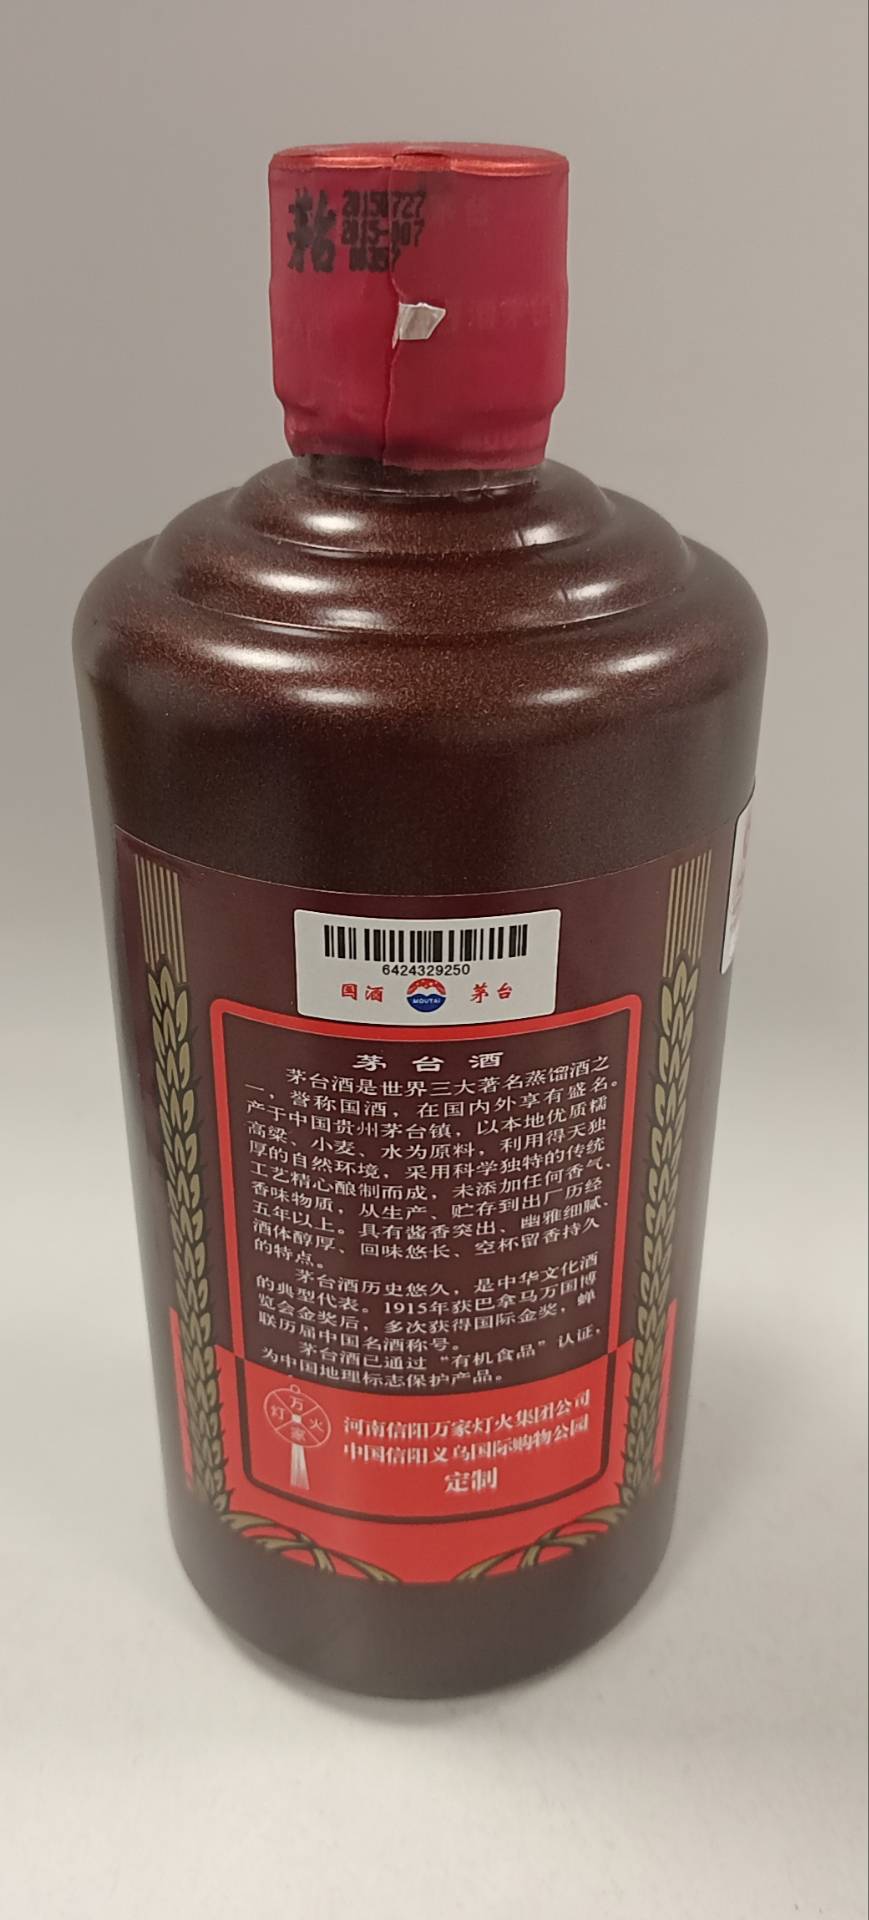 茅台
20150727
2015-007
6424329250
国酒 MOUTAI 茅台
茅台酒
茅台酒是世界三大著名蒸馏酒之
一，誉称国酒，在国内外享有盛名。
产于中国贵州茅台镇，以本地优质糯
高粱、小麦、水为原料，利用得天独
厚的自然环境，采用科学独特的传统
工艺精心酿制而成，未添加任何香气、
香味物质，从生产、贮存到出厂历经
五年以上。具有酱香突出、幽雅细腻、
酒体醇厚、回味悠长、空杯留香持久
的特点。
茅台酒历史悠久，是中华文化酒
的典型代表。1915年获巴拿马万国博
览会金奖后，多次获得国际金奖，蝉
联历届中国名酒称号。
茅台酒已通过“有机食品”认证，
为中国地理标志保护产品。
万
灯 火
家
河南信阳万家灯火集团公司
中国信阳义乌国际购物公园
定制